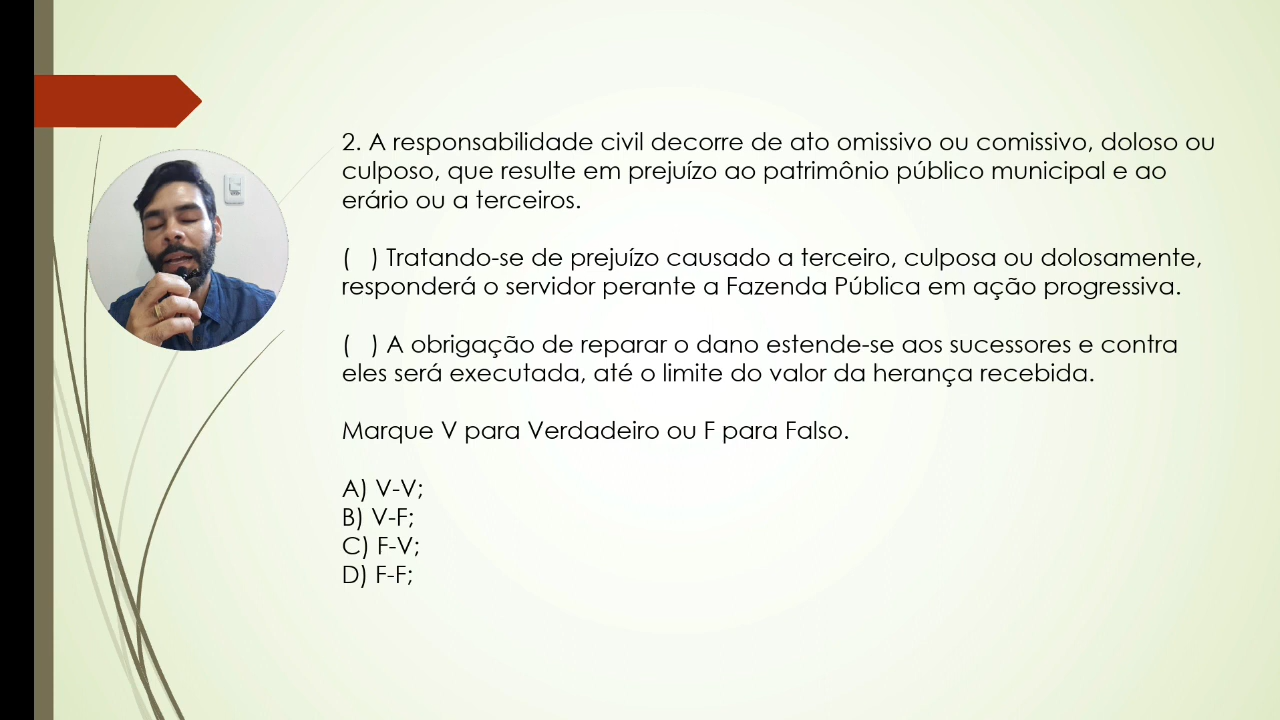 2. A responsabilidade civil decorre de ato omissivo ou comissivo, doloso ou
culposo, que resulte em prejuízo ao patrimônio público municipal e ao
erário ou a terceiros.
(   ) Tratando-se de prejuízo causado a terceiro, culposa ou dolosamente,
responderá o servidor perante a Fazenda Pública em ação progressiva.
(   ) A obrigação de reparar o dano estende-se aos sucessores e contra
eles será executada, até o limite do valor da herança recebida.
Marque V para Verdadeiro ou F para Falso.
A) V-V;
B) V-F;
C) F-V;
D) F-F;